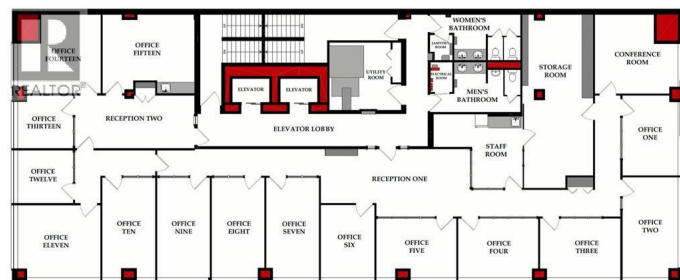 WOMEN'S
BATHROOM
OFFICE
FOURTEEN
OFFICE
FIFTEEN
JANITOR
ROOM
STORAGE
ROOM
CONFERENCE
ROOM
R
REALTOR®
UTILITY
ROOM
ELECTRICAL
ROOM
ELEVATOR
ELEVATOR
MEN'S
BATHROOM
OFFICE
THIRTEEN
RECEPTION TWO
ELEVATOR LOBBY
OFFICE
ONE
STAFF
ROOM
OFFICE
TWELVE
RECEPTION ONE
OFFICE
ELEVEN
OFFICE
TEN
OFFICE
NINE
OFFICE
EIGHT
OFFICE
SEVEN
OFFICE
SIX
OFFICE
FIVE
OFFICE
FOUR
OFFICE
THREE
OFFICE
TWO